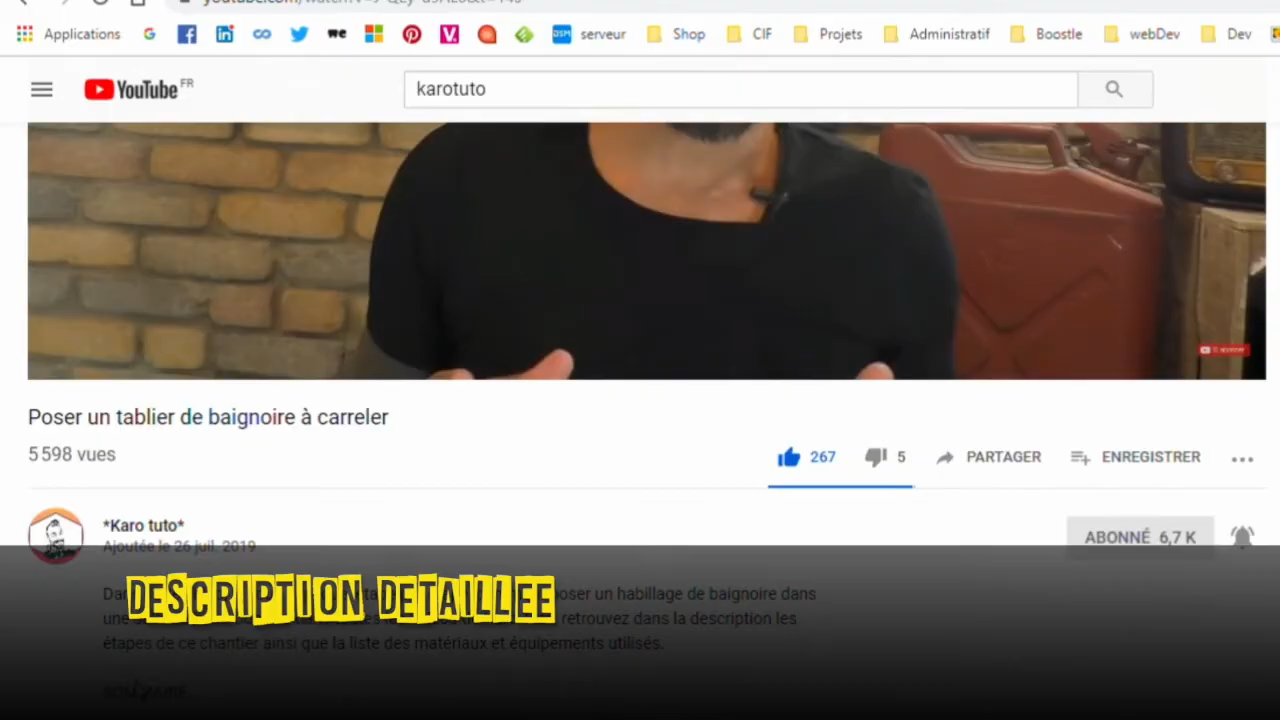 Applications serveur Shop CIF Projets Administratif Boostle webDev Dev
YouTube FR
karotuto
Poser un tablier de baignoire à carreler
5 598 vues
267 5 PARTAGER ENREGISTRER
*Karo tuto*
Ajoutée le 26 juil. 2019
ABONNÉ 6,7 K
DESCRIPTION DETAILLEE
poser un habillage de baignoire dans
retrouvez dans la description les
étapes de ce chantier ainsi que la liste des matériaux et équipements utilisés.